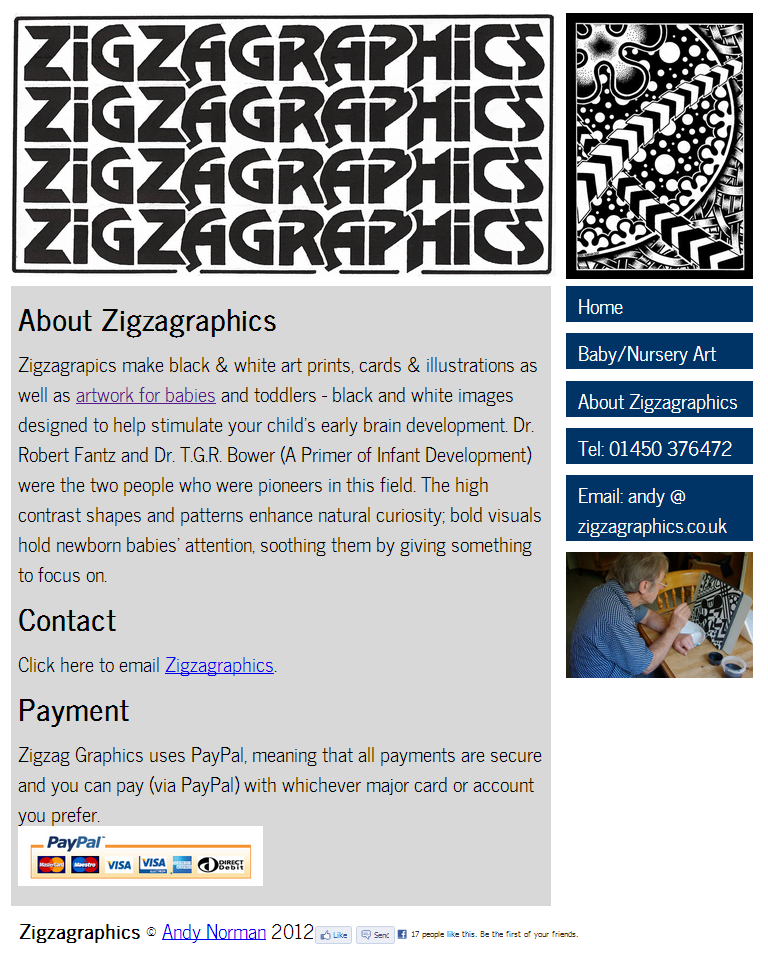 ZIGZAGRAPHICS
ZIGZAGRAPHICS
ZIGZAGRAPHICS
ZIGZAGRAPHICS
Home
Baby/Nursery Art
About Zigzagraphics
Tel: 01450 376472
Email: andy @
zigzagraphics.co.uk
About Zigzagraphics
Zigzagrapics make black & white art prints, cards & illustrations as
well as artwork for babies and toddlers - black and white images
designed to help stimulate your child's early brain development. Dr.
Robert Fantz and Dr. T.G.R. Bower (A Primer of Infant Development)
were the two people who were pioneers in this field. The high
contrast shapes and patterns enhance natural curiosity; bold visuals
hold newborn babies' attention, soothing them by giving something
to focus on.
Contact
Click here to email Zigzagraphics.
Payment
Zigzag Graphics uses PayPal, meaning that all payments are secure
and you can pay (via PayPal) with whichever major card or account
you prefer.
PayPal
MasterCard Maestro VISA VISA ELECTRON DIRECT Debit
Zigzagraphics © Andy Norman 2012 Like Send 17 people like this. Be the first of your friends.